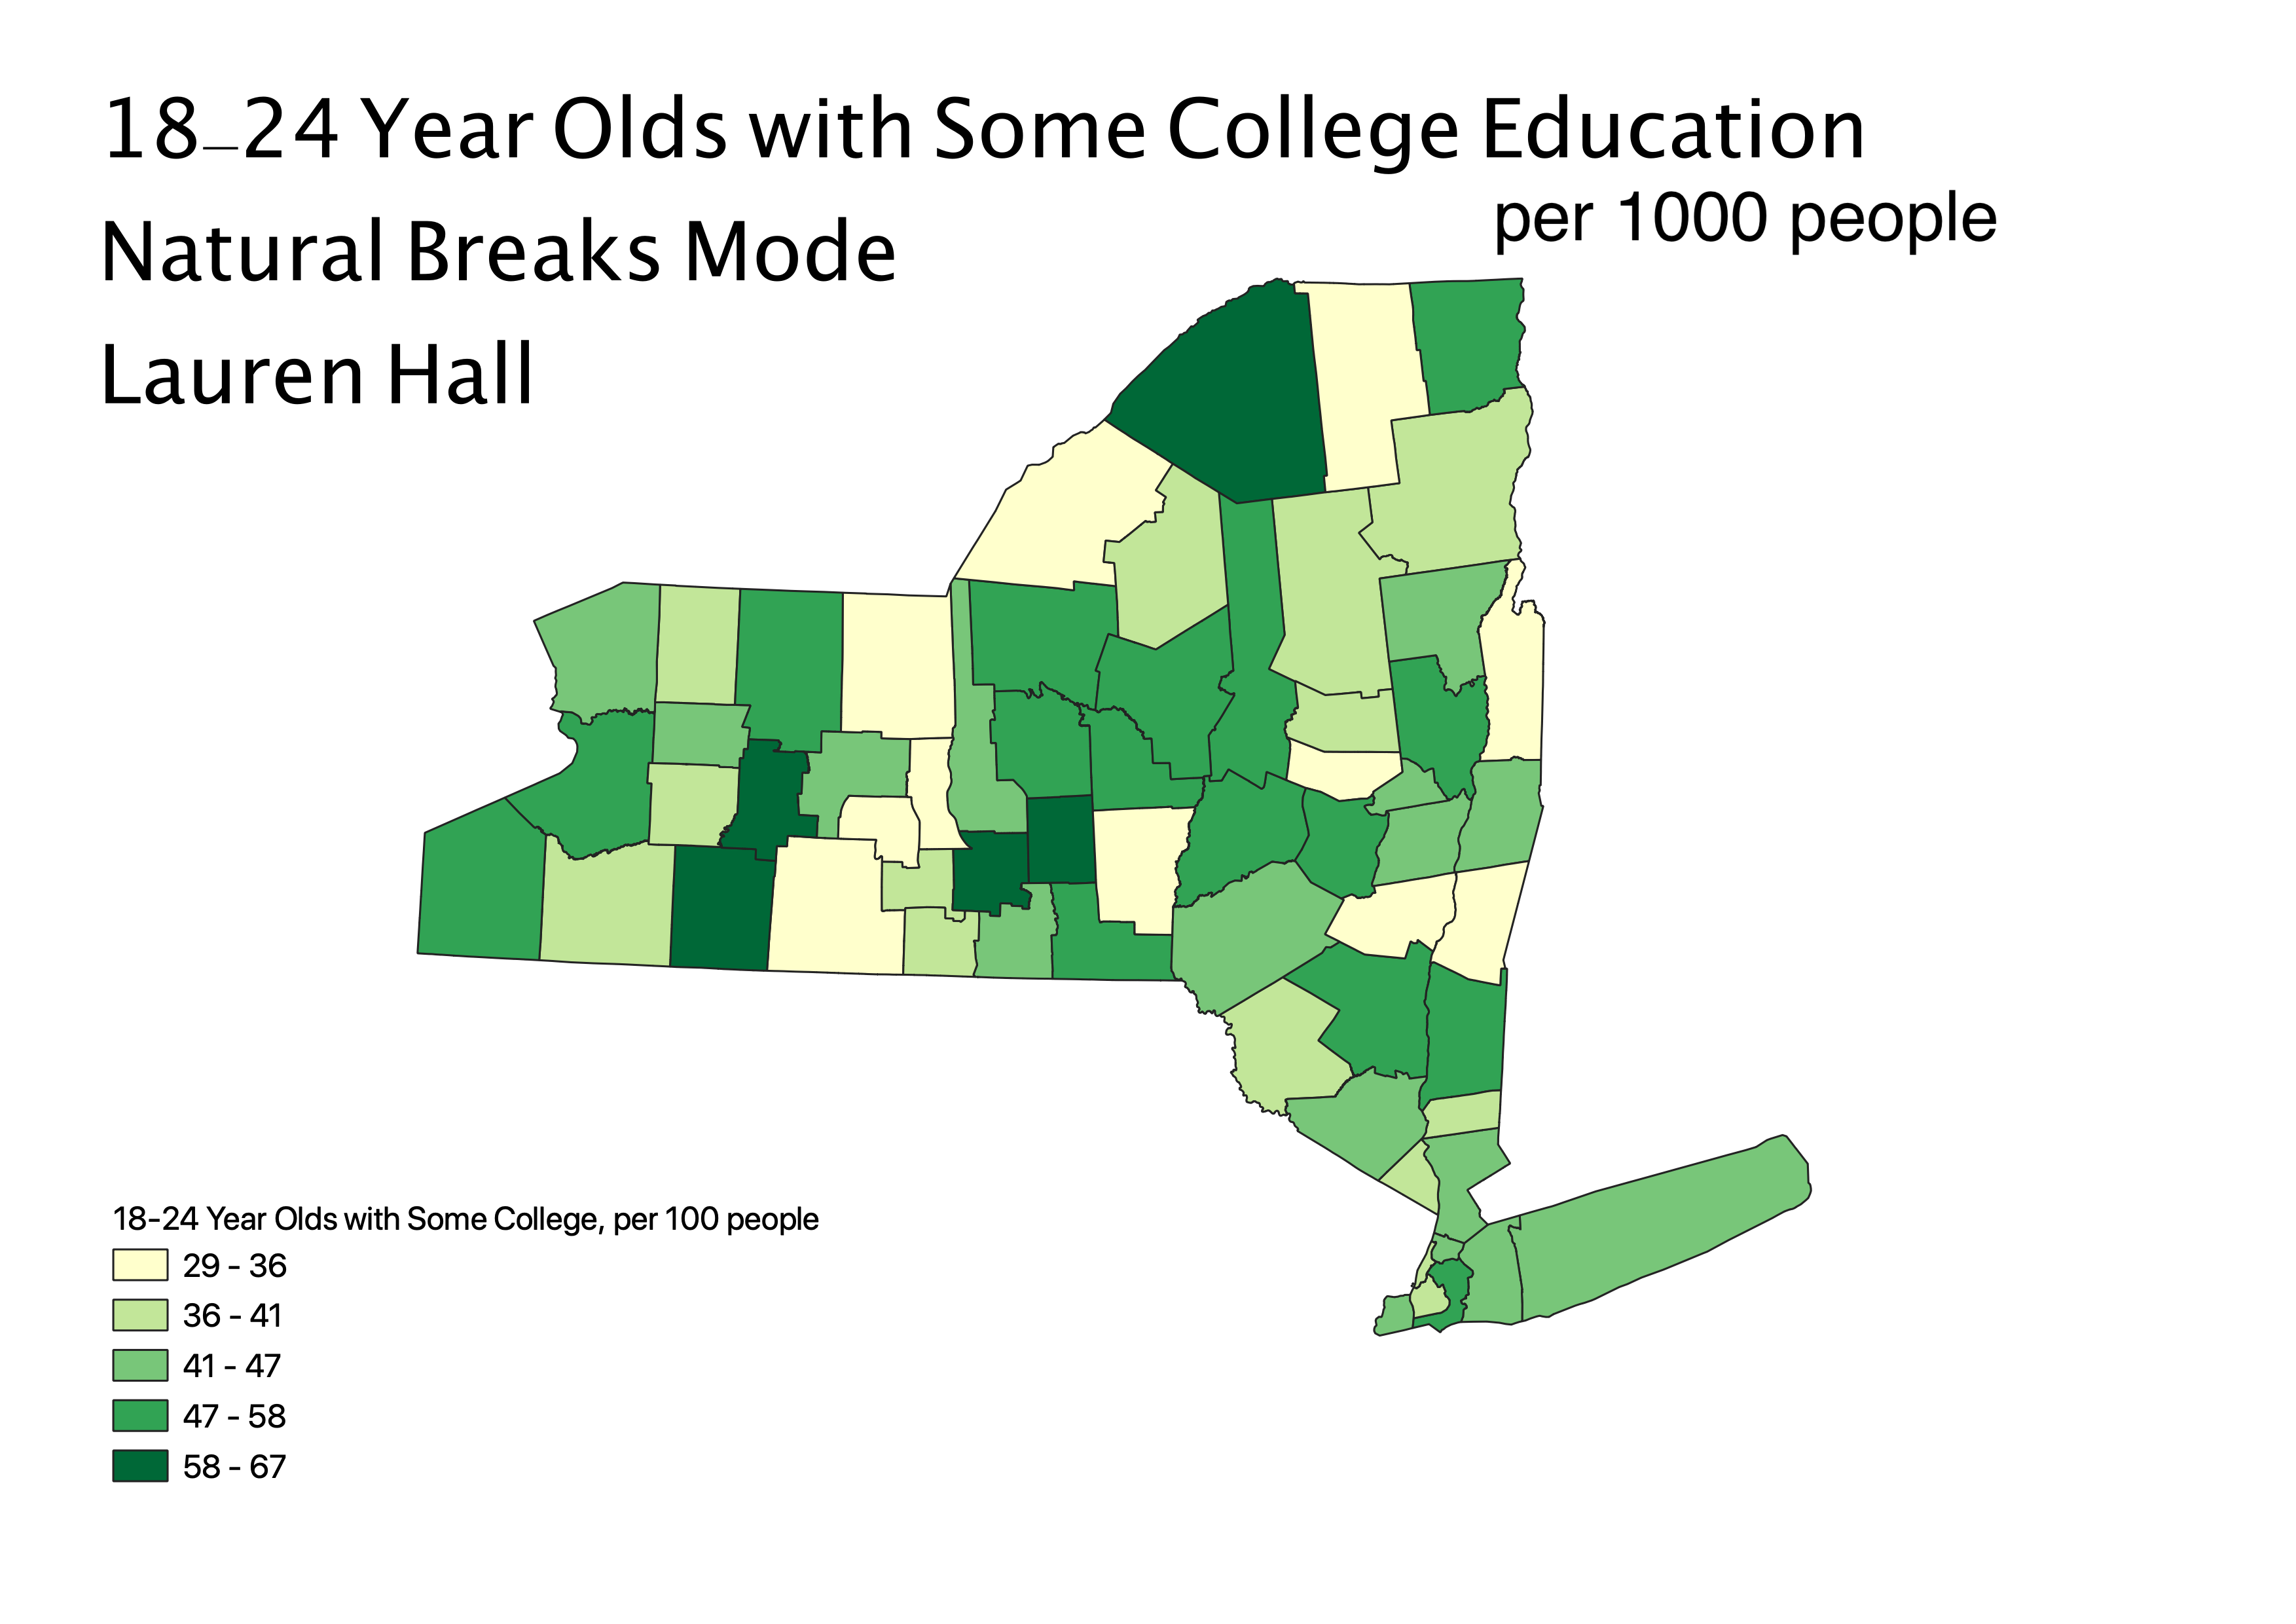 18–24 Year Olds with Some College Education
per 1000 people
Natural Breaks Mode
Lauren Hall
18-24 Year Olds with Some College, per 100 people
29 - 36
36 - 41
41 - 47
47 - 58
58 - 67